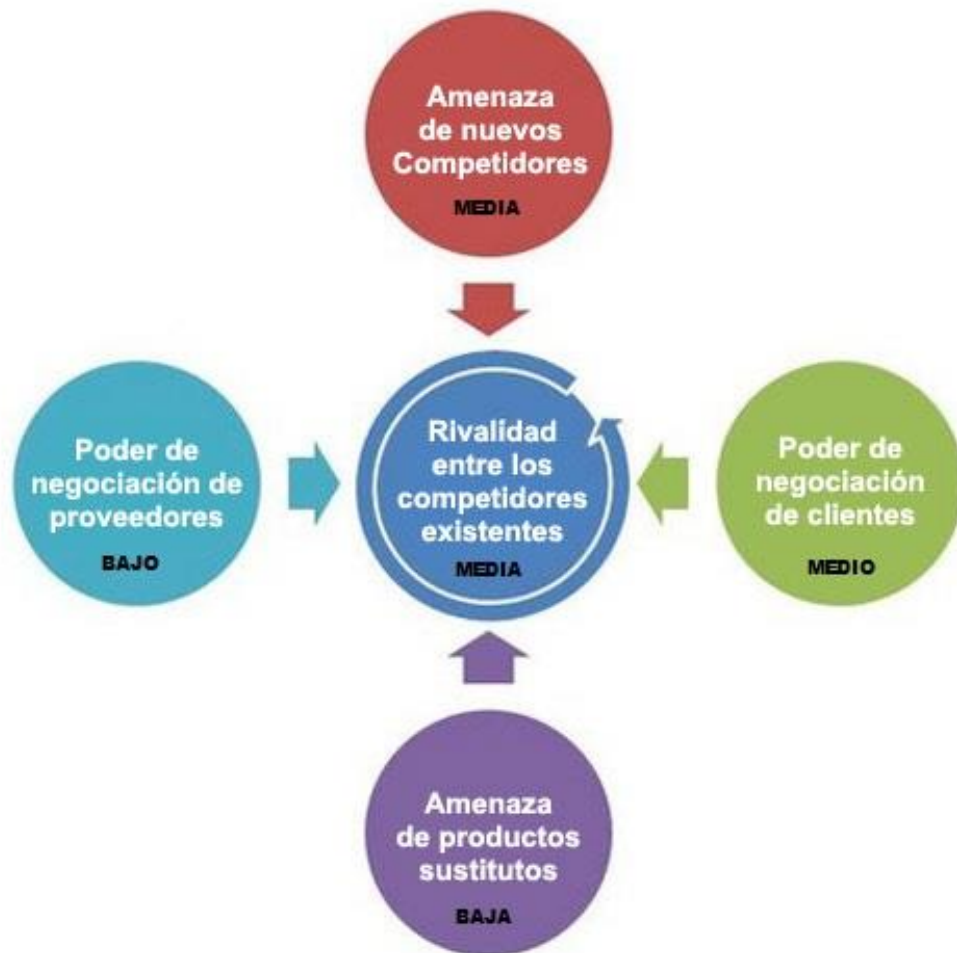 Amenaza
de nuevos
Competidores
MEDIA
Poder de
negociación de
proveedores
BAJO
Rivalidad
entre los
competidores
existentes
MEDIA
Poder de
negociación
de clientes
MEDIO
Amenaza
de productos
sustitutos
BAJA